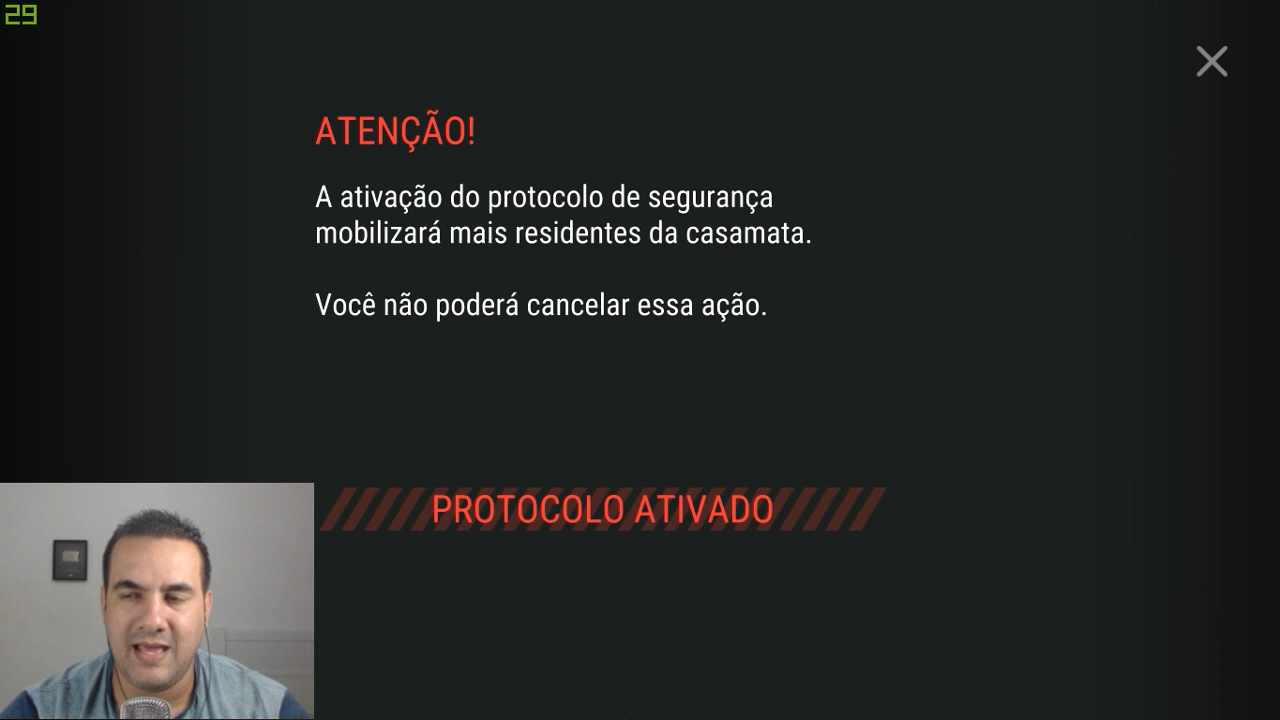 29
ATENÇÃO!
A ativação do protocolo de segurança
mobilizará mais residentes da casamata.
Você não poderá cancelar essa ação.
PROTOCOLO ATIVADO